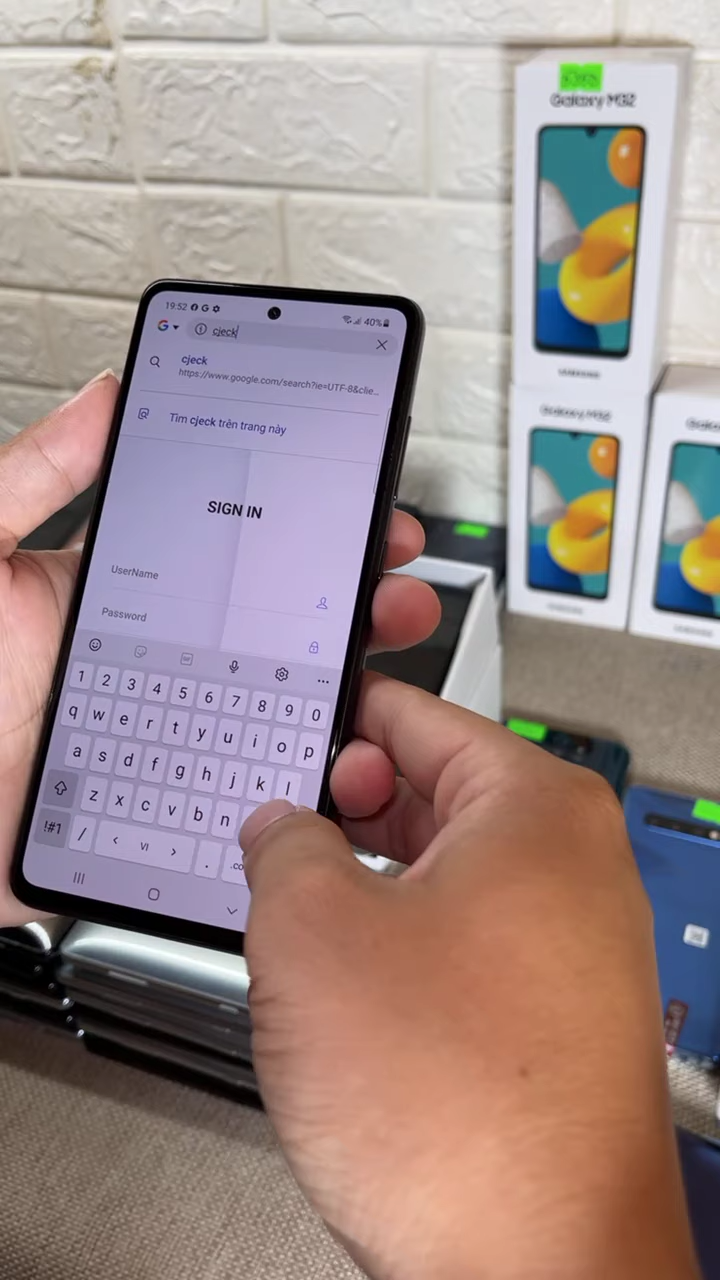 Galaxy M32
SAMSUNG
Galaxy M32
19:52
40%
cjeck
cjeck
https://www.google.com/search?ie=UTF-8&clie...
Tìm cjeck trên trang này
SIGN IN
UserName
Password
1 2 3 4 5 6 7 8 9 0
q w e r t y u i o p
a s d f g h j k l
z x c v b n
!#1 / < VI > . .co